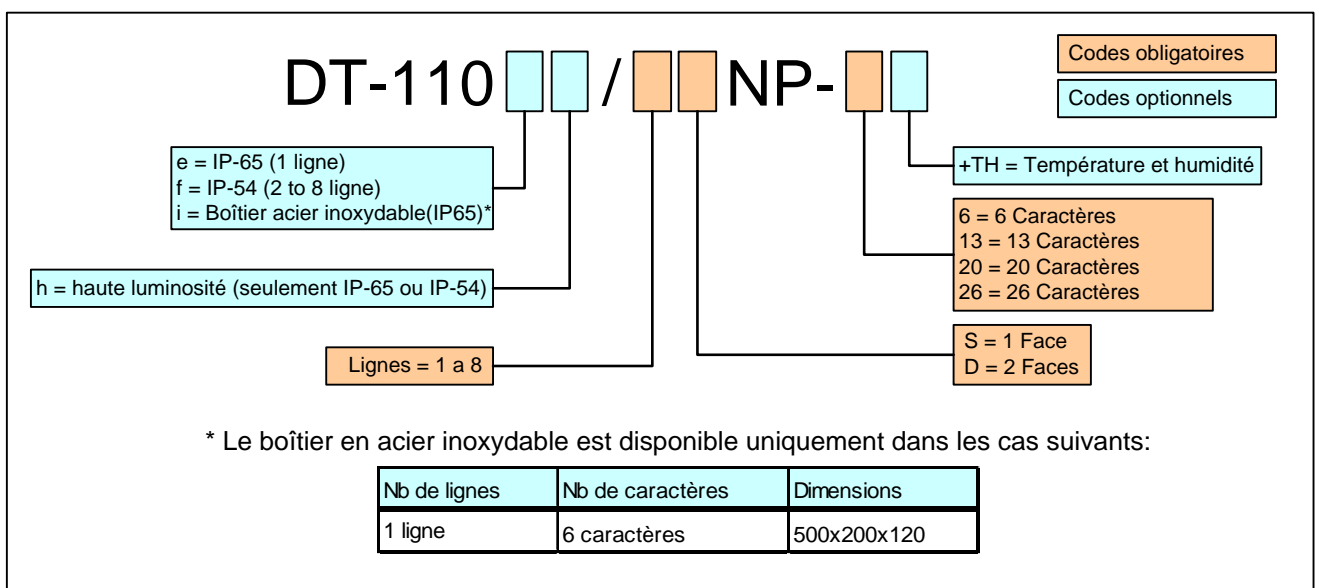 DT-110 / NP-
Codes obligatoires
Codes optionnels
e = IP-65 (1 ligne)
f = IP-54 (2 to 8 ligne)
i = Boîtier acier inoxydable(IP65)*
+TH = Température et humidité
6 = 6 Caractères
13 = 13 Caractères
20 = 20 Caractères
26 = 26 Caractères
h = haute luminosité (seulement IP-65 ou IP-54)
S = 1 Face
D = 2 Faces
Lignes = 1 a 8
* Le boîtier en acier inoxydable est disponible uniquement dans les cas suivants:
Nb de lignes Nb de caractères Dimensions
1 ligne 6 caractères 500x200x120